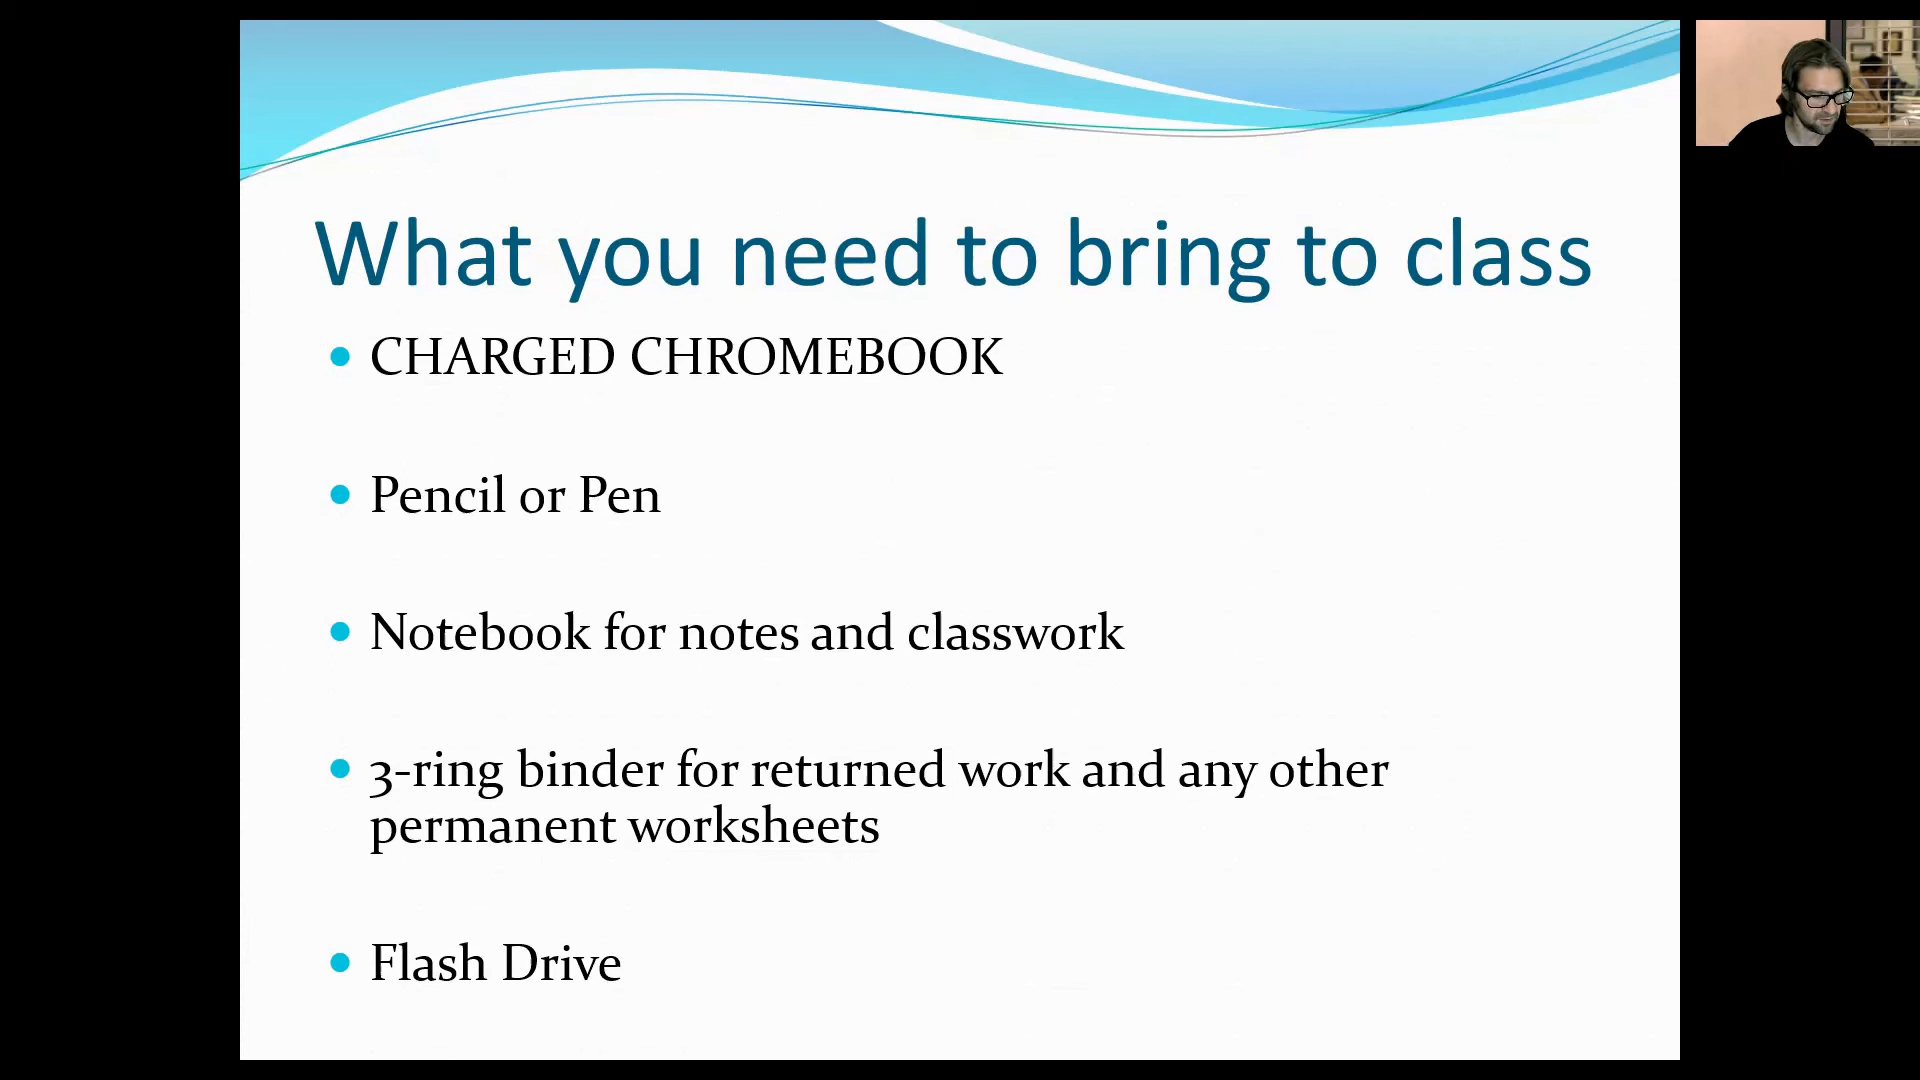 What you need to bring to class
CHARGED CHROMEBOOK
Pencil or Pen
Notebook for notes and classwork
3-ring binder for returned work and any other
permanent worksheets
Flash Drive